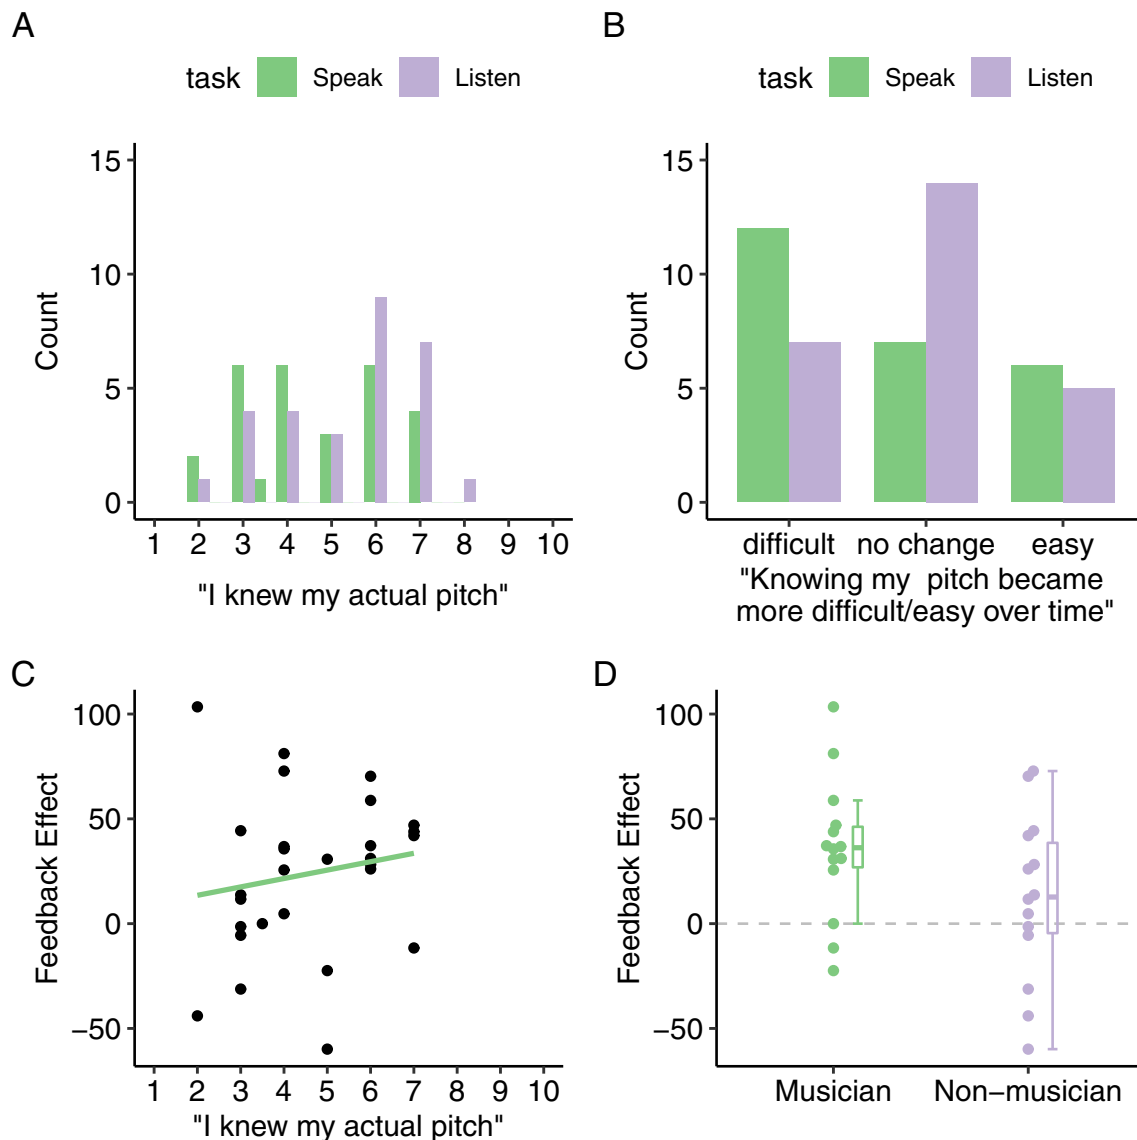 A
task Speak Listen
15
10
5
0
Count
1 2 3 4 5 6 7 8 9 10
"I knew my actual pitch"
B
task Speak Listen
15
10
5
0
Count
difficult no change easy
"Knowing my pitch became
more difficult/easy over time"
C
100
50
0
−50
Feedback Effect
1 2 3 4 5 6 7 8 9 10
"I knew my actual pitch"
D
100
50
0
−50
Feedback Effect
Musician Non−musician